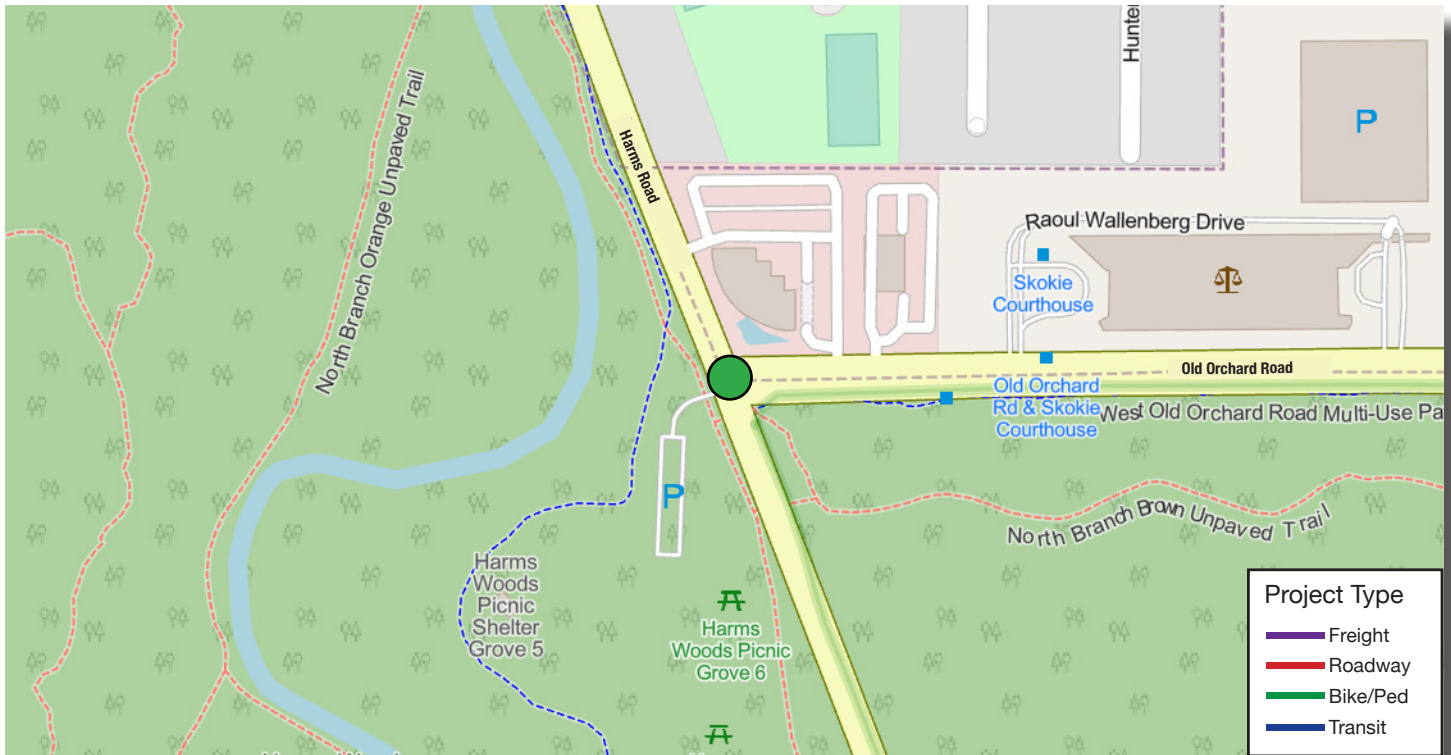 Hunte
North Branch Orange Unpaved Trail
Harms Road
P
Raoul Wallenberg Drive
Skokie
Courthouse
Old Orchard Road
Old Orchard
Rd & Skokie
Courthouse
West Old Orchard Road Multi-Use Pa
P
North Branch Brown Unpaved Trail
Harms
Woods
Picnic
Shelter
Grove 5
Harms
Woods Picnic
Grove 6
Project Type
Freight
Roadway
Bike/Ped
Transit